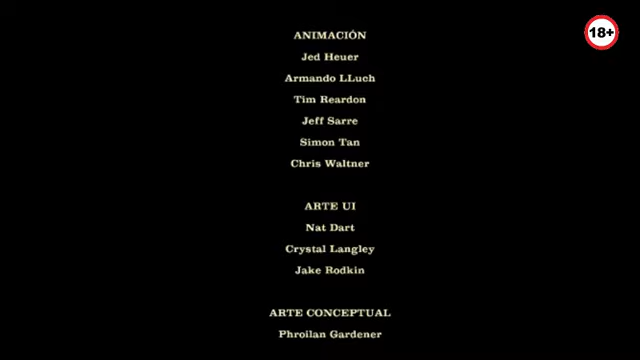 ANIMACIÓN
18+
Jed Heuer
Armando LLuch
Tim Reardon
Jeff Sarre
Simon Tan
Chris Waltner
ARTE UI
Nat Dart
Crystal Langley
Jake Rodkin
ARTE CONCEPTUAL
Phroilan Gardener